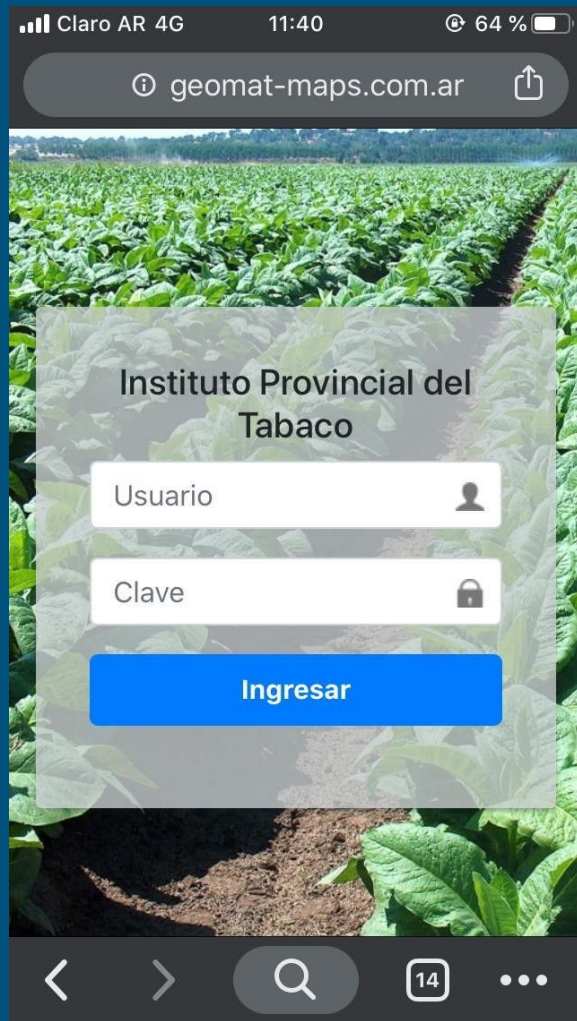 Claro AR 4G 11:40 64 %
geomat-maps.com.ar
Instituto Provincial del
Tabaco
Usuario
Clave
Ingresar
14